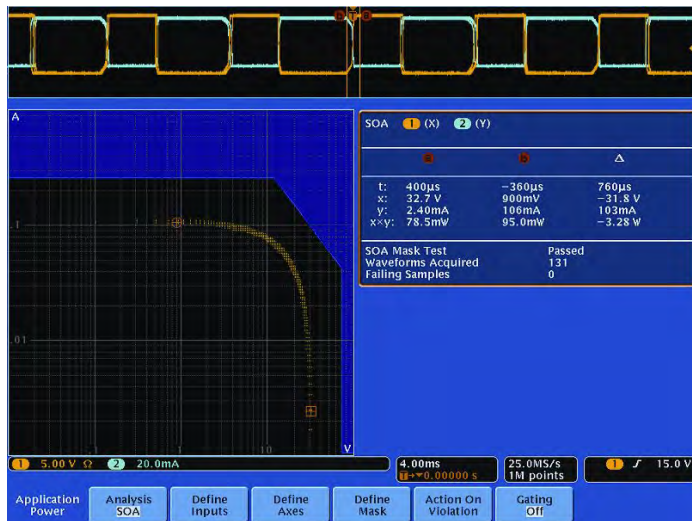 b T a
A
SOA 1 (X) 2 (Y)
a b Δ
t: 400µs −360µs 760µs
x: 32.7 V 900mV −31.8 V
y: 2.40mA 106mA 103mA
x×y: 78.5mW 95.0mW −3.28 W
SOA Mask Test Passed
Waveforms Acquired 131
Failing Samples 0
.1
.01
.1 1 10 V
1 5.00 V Ω 2 20.0mA 4.00ms 25.0MS/s 1 15.0 V
T→▼0.00000 s 1M points
Application Power
Analysis SOA
Define Inputs
Define Axes
Define Mask
Action On Violation
Gating Off